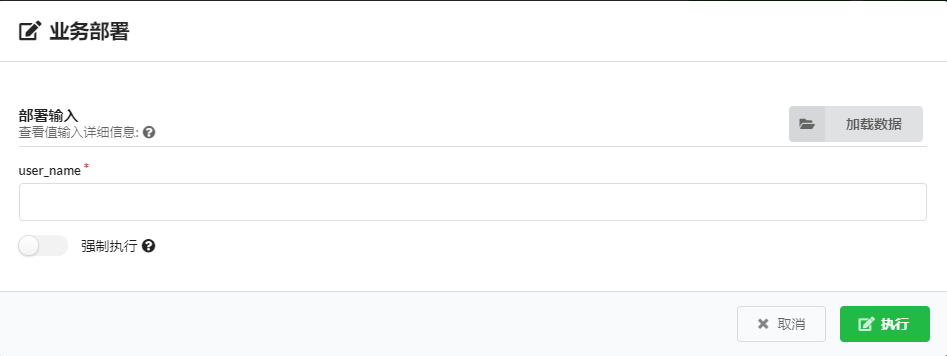 业务部署
部署输入
查看值输入详细信息:
加载数据
user_name *
强制执行
取消
执行